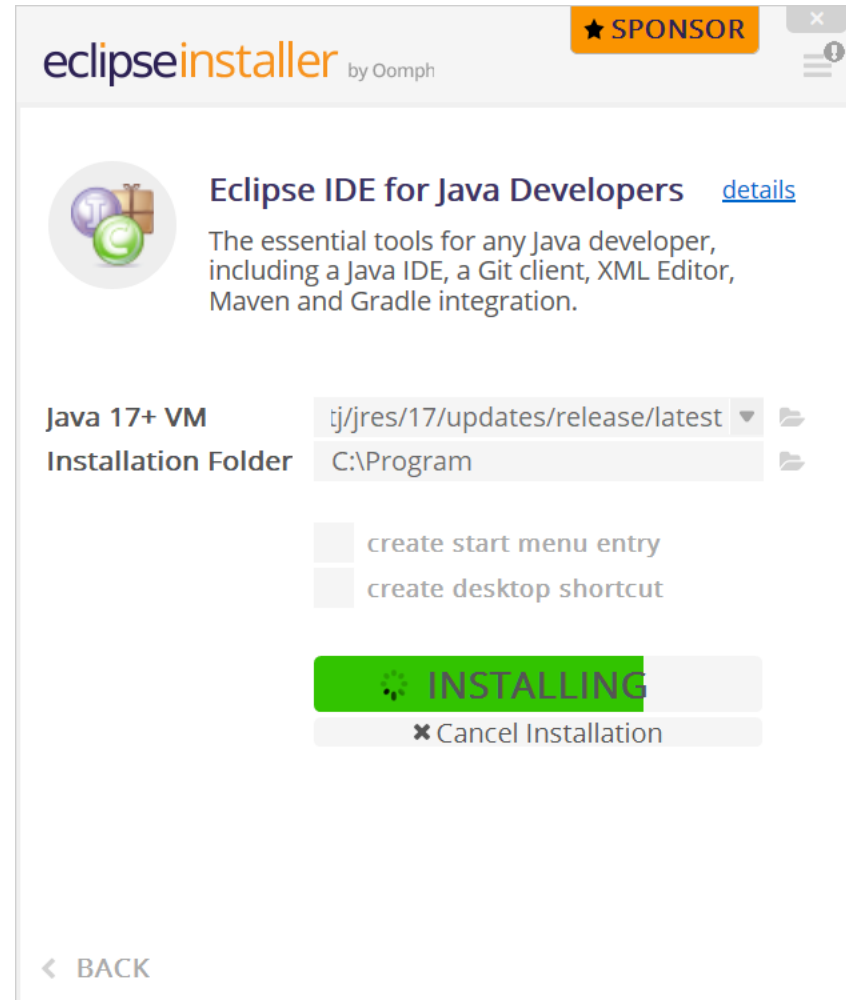 ★ SPONSOR
eclipseinstaller by Oomph
Eclipse IDE for Java Developers details
The essential tools for any Java developer,
including a Java IDE, a Git client, XML Editor,
Maven and Gradle integration.
Java 17+ VM tj/jres/17/updates/release/latest
Installation Folder C:\Program
create start menu entry
create desktop shortcut
INSTALLING
✖ Cancel Installation
BACK